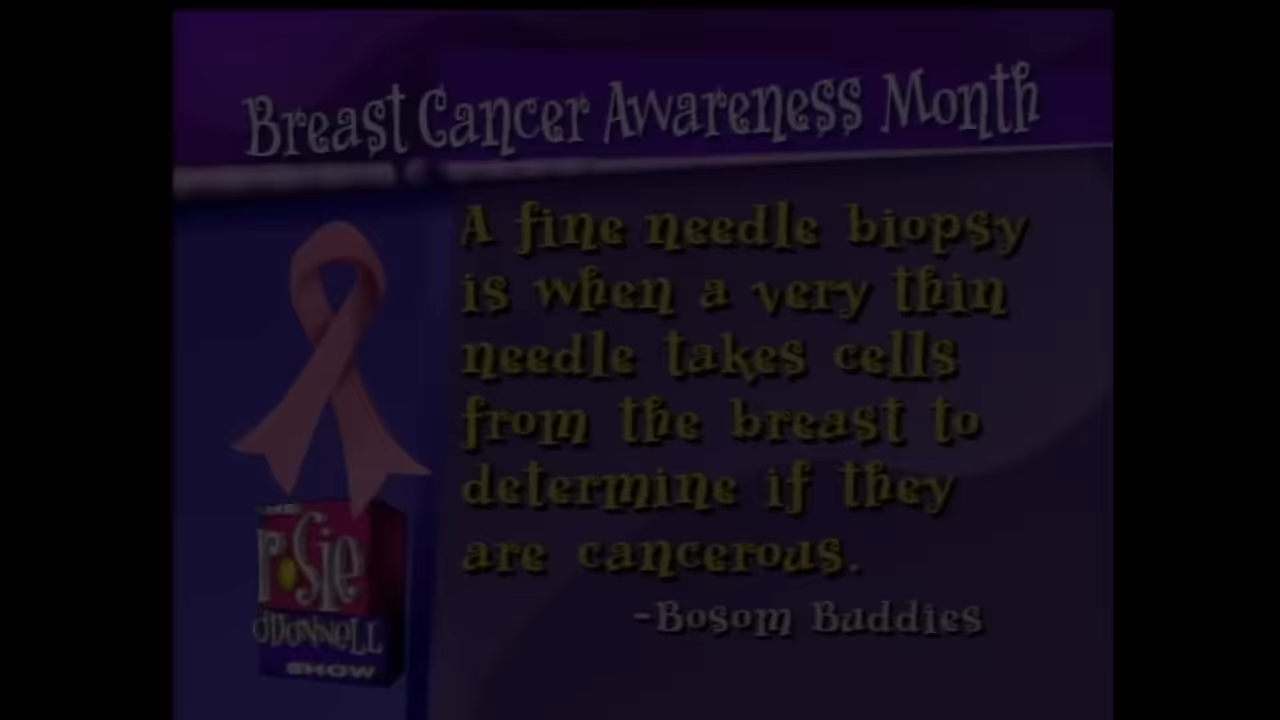 Breast Cancer Awareness Month
A fine needle biopsy
is when a very thin
needle takes cells
from the breast to
determine if they
are cancerous.
-Bosom Buddies
THE
rosie
O'DONNELL
SHOW